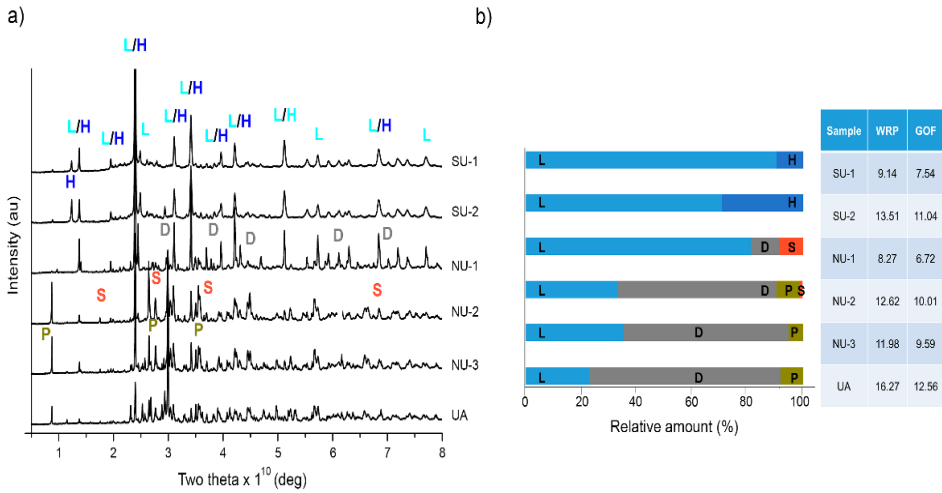 a)
L/H
L/H
L/H L/H L L/H L/H L/H L/H L L/H L
SU-1
H
SU-2
D D D D D
NU-1
S S S S
NU-2
P P P
NU-3
UA
Intensity (au)
1 2 3 4 5 6 7 8
Two theta x 10 (deg)
b)
L H
L H
L D S
L D P S
L D P
L D P
0 20 40 60 80 100
Relative amount (%)
Sample WRP GOF
SU-1 9.14 7.54
SU-2 13.51 11.04
NU-1 8.27 6.72
NU-2 12.62 10.01
NU-3 11.98 9.59
UA 16.27 12.56